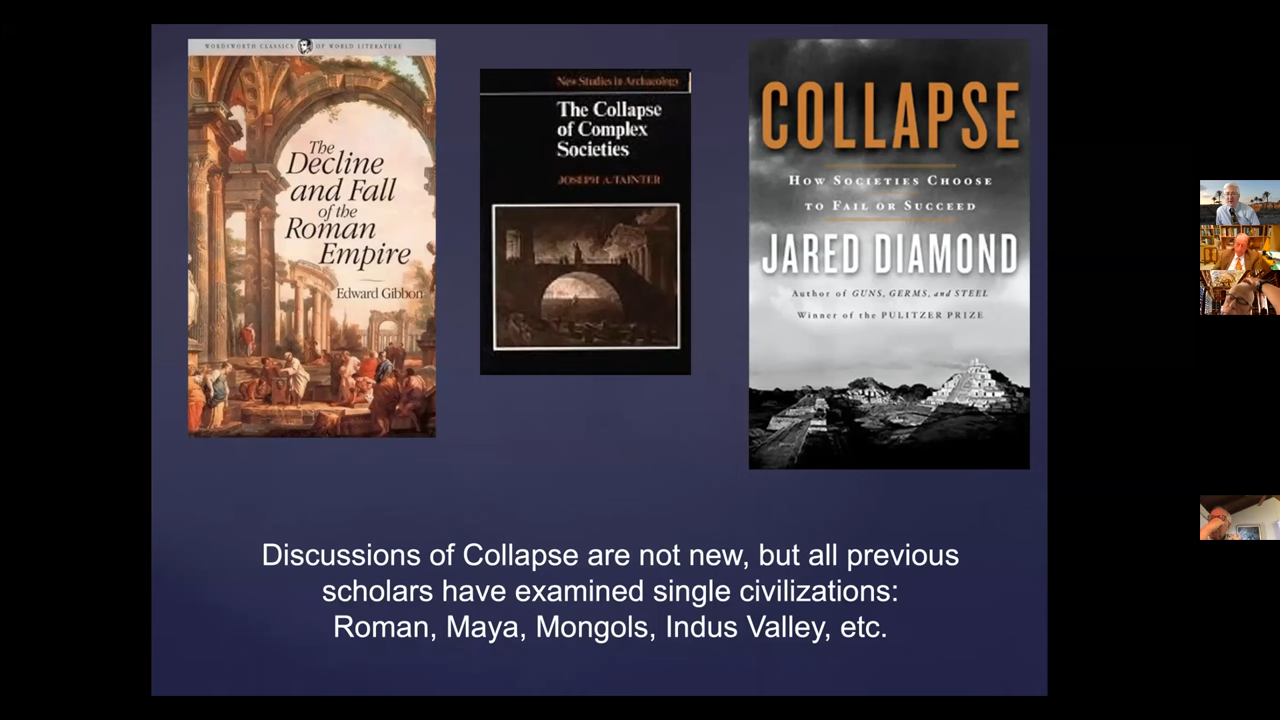 WORDSWORTH CLASSICS OF WORLD LITERATURE
The
Decline
and Fall
of the
Roman
Empire
Edward Gibbon
New Studies in Archaeology
The Collapse
of Complex
Societies
JOSEPH A. TAINTER
COLLAPSE
HOW SOCIETIES CHOOSE
TO FAIL OR SUCCEED
JARED DIAMOND
Author of GUNS, GERMS, and STEEL
Winner of the PULITZER PRIZE
Discussions of Collapse are not new, but all previous
scholars have examined single civilizations:
Roman, Maya, Mongols, Indus Valley, etc.